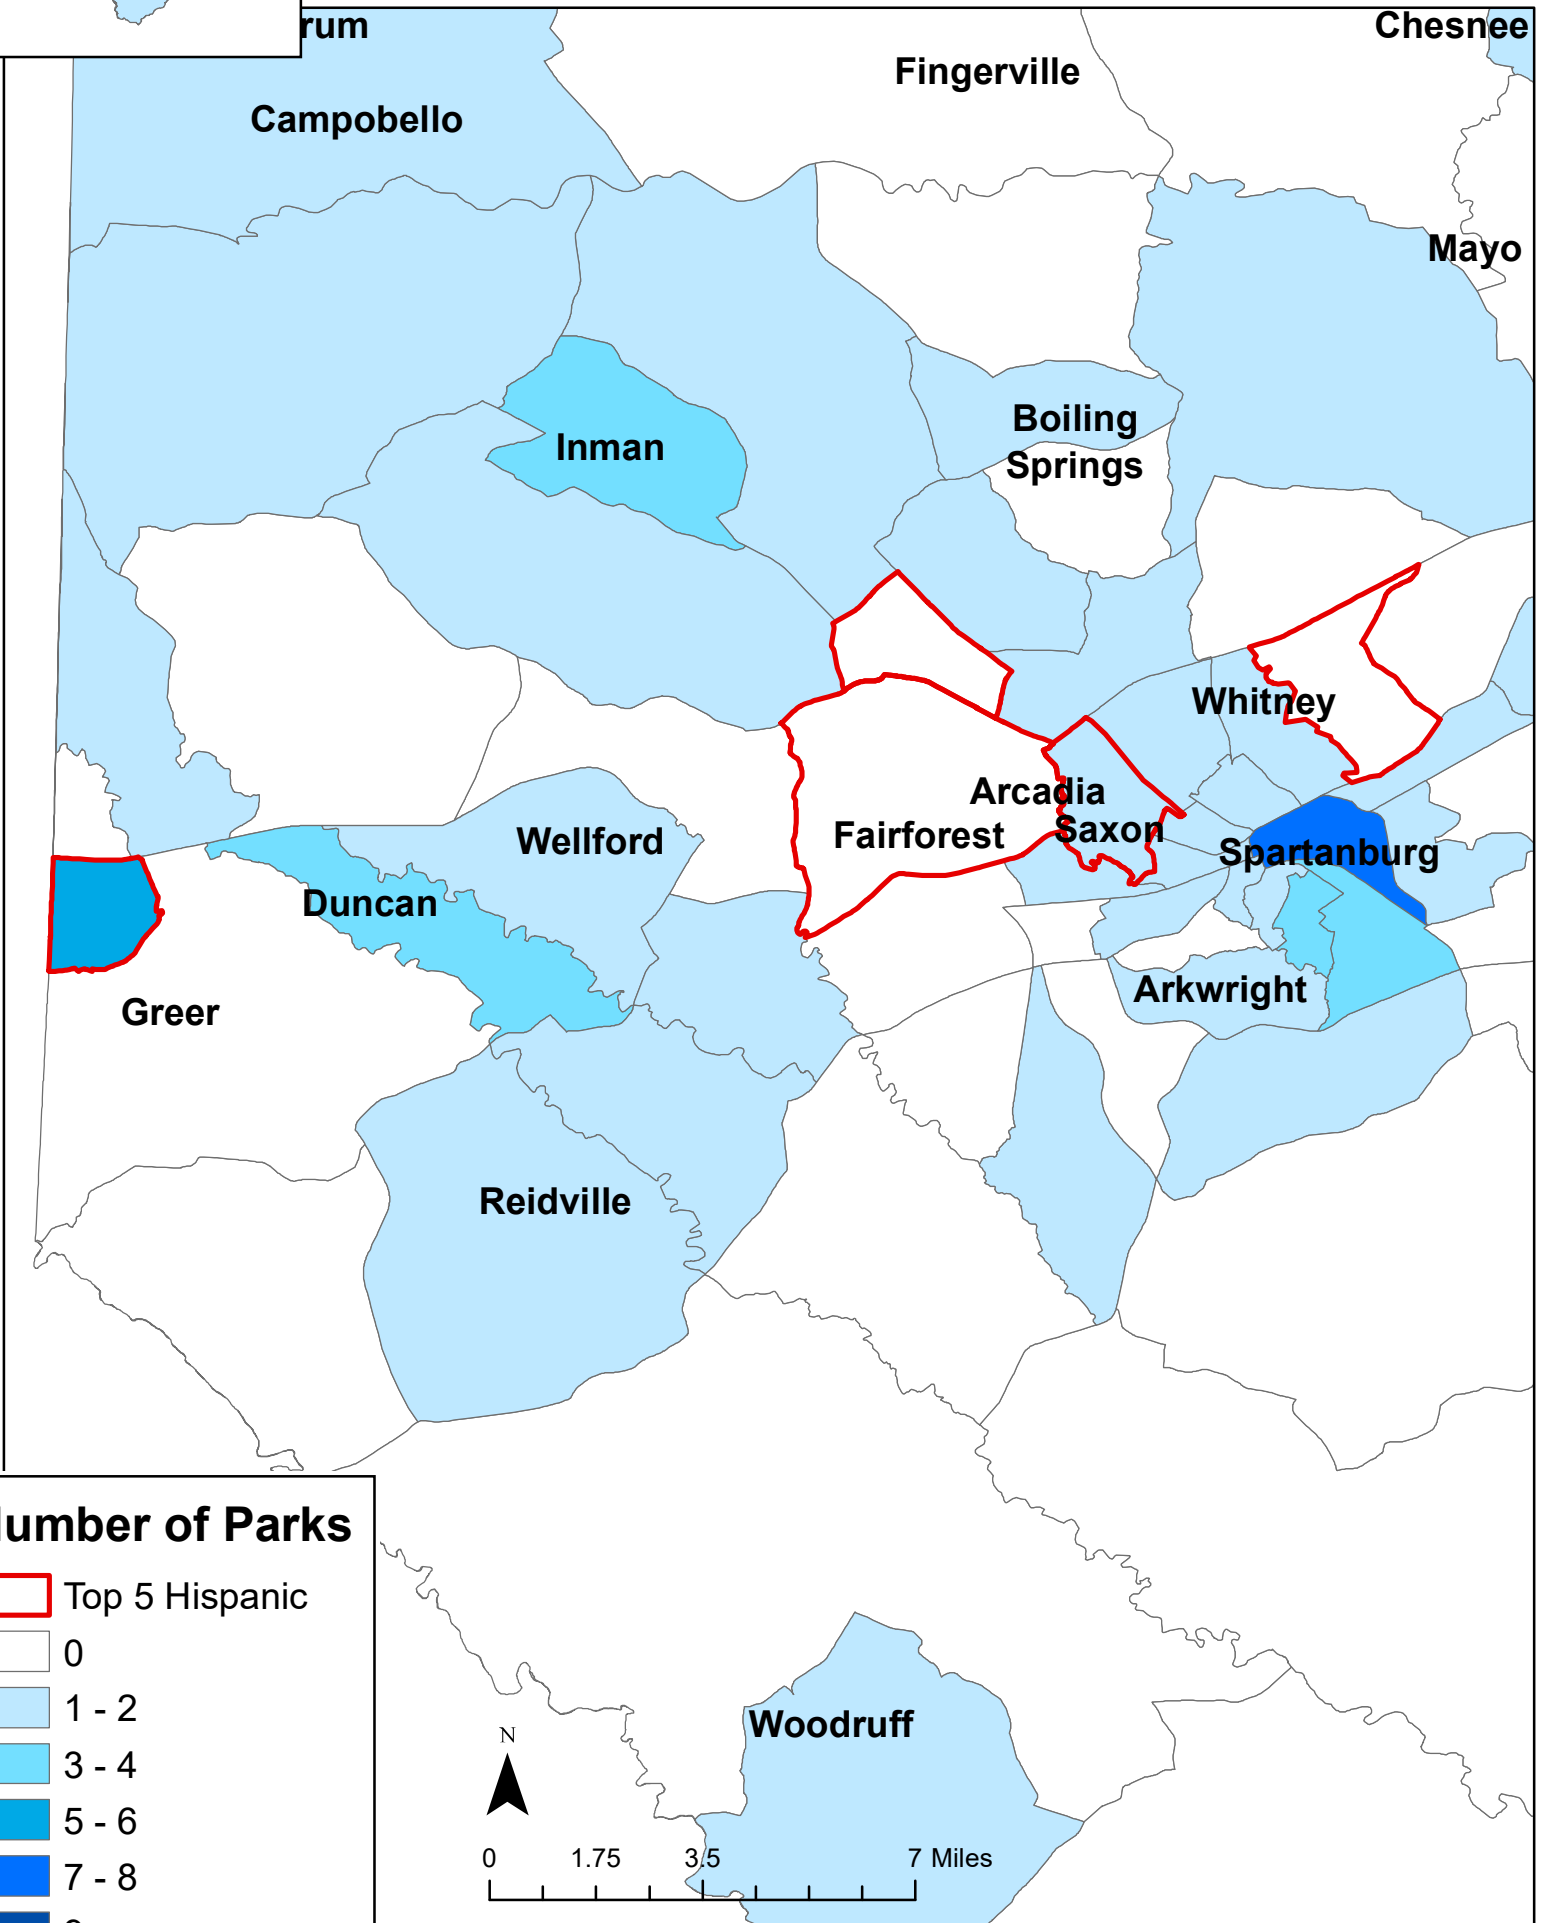 rum
Chesnee
Fingerville
Campobello
Mayo
Boiling
Springs
Inman
Whitney
Arcadia
Saxon
Fairforest
Wellford
Spartanburg
Duncan
Arkwright
Greer
Reidville
umber of Parks
Top 5 Hispanic
0
1 - 2
3 - 4
5 - 6
7 - 8
Woodruff
N
0 1.75 3.5 7 Miles